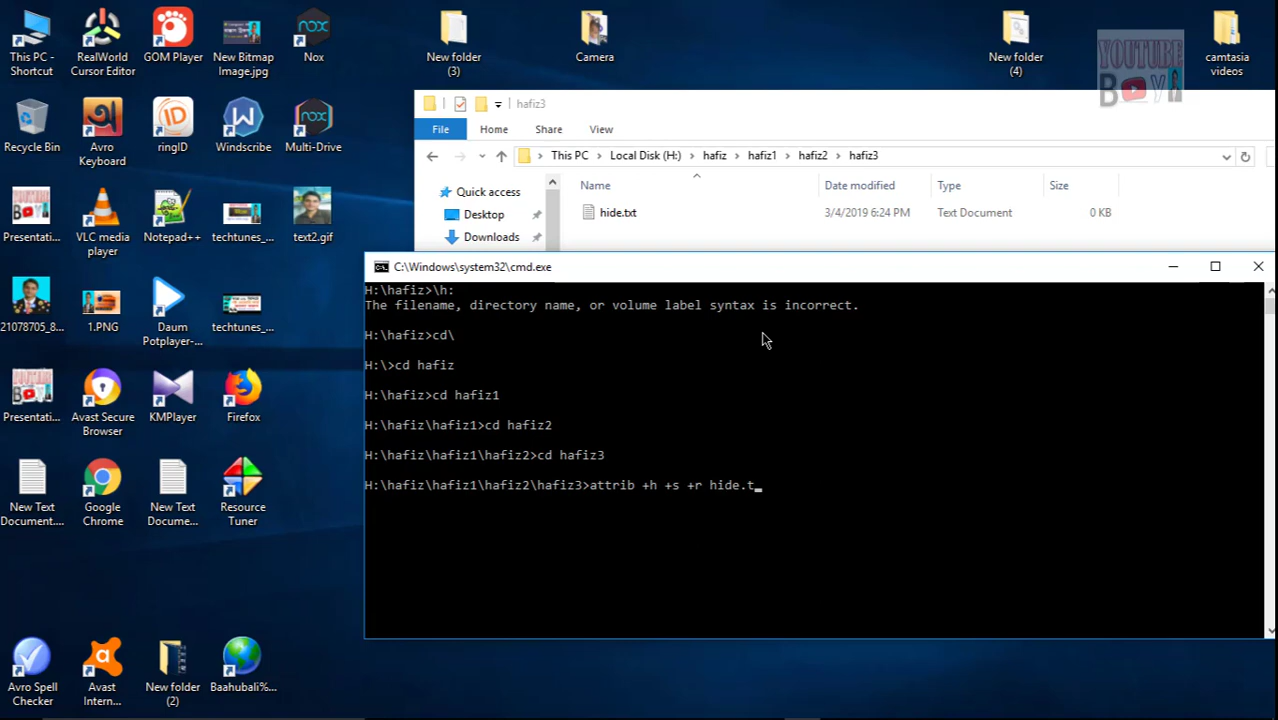 This PC -
Shortcut
RealWorld
Cursor Editor
GOM Player
New Bitmap
Image.jpg
nox
Nox
New folder
(3)
Camera
New folder
(4)
camtasia
videos
YOUTUBE
BOY
Recycle Bin
Avro
Keyboard
iD
ringID
Windscribe
nox
Multi-Drive
Presentati...
VLC media
player
Notepad++
techtunes_...
text2.gif
21078705_8...
1.PNG
Daum
Potplayer-...
techtunes_...
Presentati...
Avast Secure
Browser
KMPlayer
Firefox
New Text
Document....
Google
Chrome
New Text
Docume...
Resource
Tuner
Avro Spell
Checker
Avast
Intern...
New folder
(2)
Baahubali%...
hafiz3
File
Home
Share
View
This PC
Local Disk (H:)
hafiz
hafiz1
hafiz2
hafiz3
Quick access
Desktop
Downloads
Name
Date modified
Type
Size
hide.txt
3/4/2019 6:24 PM
Text Document
0 KB
C:\Windows\system32\cmd.exe
H:\hafiz>\h:
The filename, directory name, or volume label syntax is incorrect.
H:\hafiz>cd\
H:\>cd hafiz
H:\hafiz>cd hafiz1
H:\hafiz\hafiz1>cd hafiz2
H:\hafiz\hafiz1\hafiz2>cd hafiz3
H:\hafiz\hafiz1\hafiz2\hafiz3>attrib +h +s +r hide.t_